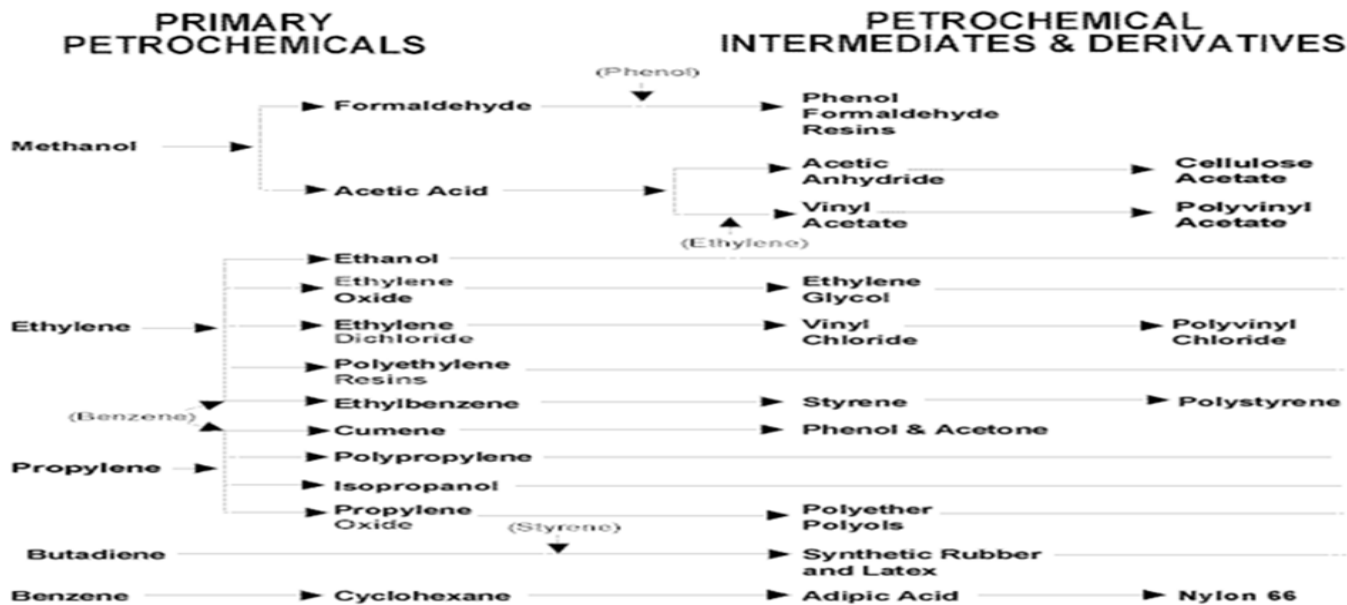 PRIMARY
PETROCHEMICALS
PETROCHEMICAL
INTERMEDIATES & DERIVATIVES
(Phenol)
Formaldehyde
Phenol
Formaldehyde
Resins
Methanol
Acetic Acid
Acetic
Anhydride
Cellulose
Acetate
Vinyl
Acetate
Polyvinyl
Acetate
(Ethylene)
Ethanol
Ethylene
Oxide
Ethylene
Glycol
Ethylene
Ethylene
Dichloride
Vinyl
Chloride
Polyvinyl
Chloride
Polyethylene
Resins
(Benzene)
Ethylbenzene
Styrene
Polystyrene
Cumene
Phenol & Acetone
Propylene
Polypropylene
Isopropanol
Propylene
Oxide
(Styrene)
Polyether
Polyols
Butadiene
Synthetic Rubber
and Latex
Benzene
Cyclohexane
Adipic Acid
Nylon 66